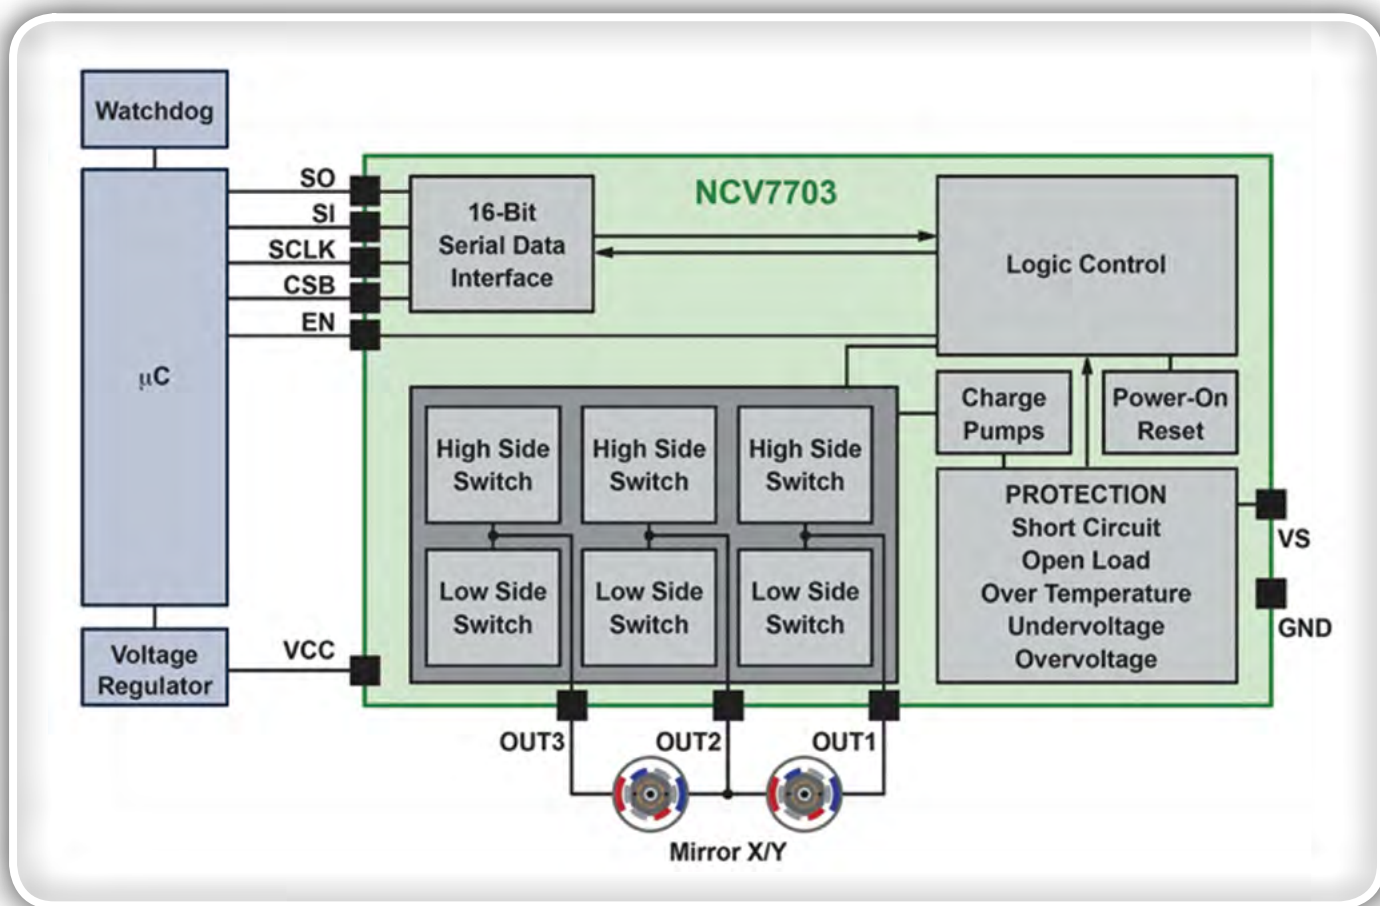 Watchdog
SO
SI
SCLK
CSB
EN
μC
Voltage
Regulator
VCC
NCV7703
16-Bit
Serial Data
Interface
Logic Control
Charge
Pumps
Power-On
Reset
High Side
Switch
High Side
Switch
High Side
Switch
Low Side
Switch
Low Side
Switch
Low Side
Switch
PROTECTION
Short Circuit
Open Load
Over Temperature
Undervoltage
Overvoltage
VS
GND
OUT3
OUT2
OUT1
Mirror X/Y